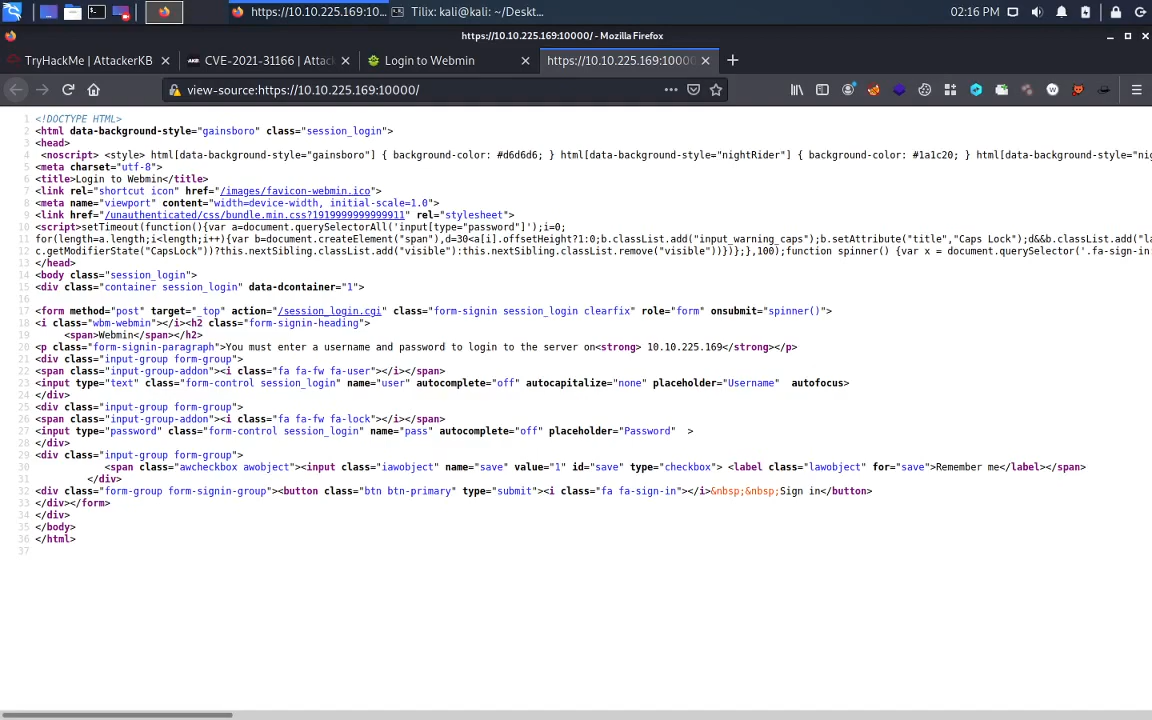 https://10.10.225.169:10...
Tilix: kali@kali: ~/Deskt...
02:16 PM
https://10.10.225.169:10000/ - Mozilla Firefox
TryHackMe | AttackerKB
CVE-2021-31166 | Attac
Login to Webmin
https://10.10.225.169:10000
view-source:https://10.10.225.169:10000/
1 <!DOCTYPE HTML>
2 <html data-background-style="gainsboro" class="session_login">
3 <head>
4 <noscript> <style> html[data-background-style="gainsboro"] { background-color: #d6d6d6; } html[data-background-style="nightRider"] { background-color: #1a1c20; } html[data-background-style="nig
5 <meta charset="utf-8">
6 <title>Login to Webmin</title>
7 <link rel="shortcut icon" href="/images/favicon-webmin.ico">
8 <meta name="viewport" content="width=device-width, initial-scale=1.0">
9 <link href="/unauthenticated/css/bundle.min.css?1919999999999911" rel="stylesheet">
10 <script>setTimeout(function(){var a=document.querySelectorAll('input[type="password"]');i=0;
11 for(length=a.length;i<length;i++){var b=document.createElement("span"),d=30<a[i].offsetHeight?1:0;b.classList.add("input_warning_caps");b.setAttribute("title","Caps Lock");d&&b.classList.add("la
12 c.getModifierState("CapsLock"))?this.nextSibling.classList.add("visible"):this.nextSibling.classList.remove("visible"))})};},100);function spinner() {var x = document.querySelector('.fa-sign-in:
13 </head>
14 <body class="session_login">
15 <div class="container session_login" data-dcontainer="1">
16
17 <form method="post" target="_top" action="/session_login.cgi" class="form-signin session_login clearfix" role="form" onsubmit="spinner()">
18 <i class="wbm-webmin"></i><h2 class="form-signin-heading">
19 <span>Webmin</span></h2>
20 <p class="form-signin-paragraph">You must enter a username and password to login to the server on<strong> 10.10.225.169</strong></p>
21 <div class="input-group form-group">
22 <span class="input-group-addon"><i class="fa fa-fw fa-user"></i></span>
23 <input type="text" class="form-control session_login" name="user" autocomplete="off" autocapitalize="none" placeholder="Username"  autofocus>
24 </div>
25 <div class="input-group form-group">
26 <span class="input-group-addon"><i class="fa fa-fw fa-lock"></i></span>
27 <input type="password" class="form-control session_login" name="pass" autocomplete="off" placeholder="Password"  >
28 </div>
29 <div class="input-group form-group">
30 <span class="awcheckbox awobject"><input class="iawobject" name="save" value="1" id="save" type="checkbox"> <label class="lawobject" for="save">Remember me</label></span>
31 </div>
32 <div class="form-group form-signin-group"><button class="btn btn-primary" type="submit"><i class="fa fa-sign-in"></i>&nbsp;&nbsp;Sign in</button>
33 </div></form>
34 </div>
35 </body>
36 </html>
37